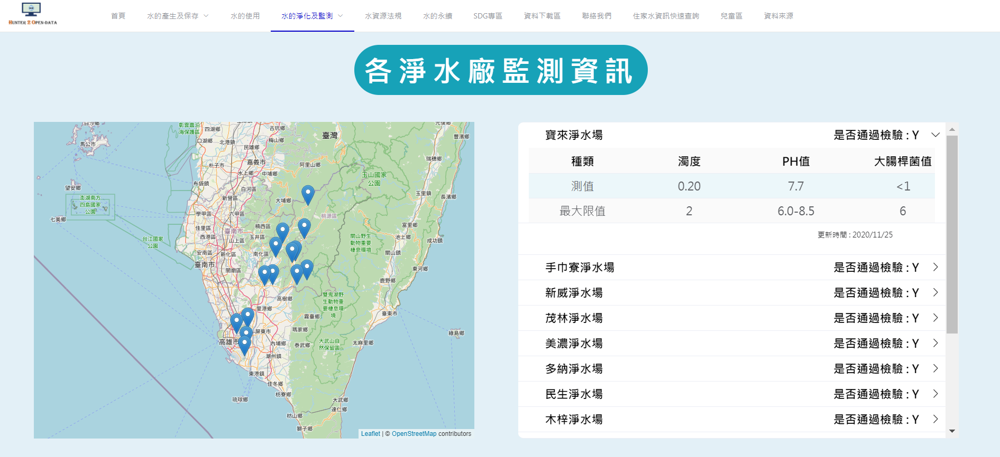 HUNTER 2 OPEN-DATA
首頁
水的產生及保存
水的使用
水的淨化及監測
水資源法規
水的永續
SDG專區
資料下載區
聯絡我們
住家水資訊快速查詢
兒童區
資料來源
各淨水廠監測資訊
白沙鄉
馬公市
望安鄉
澎湖南方
四島國家
公園
七美鄉
彰雲嘉沿
海保護區
四湖鄉
古坑鄉
臺灣
光復鄉
豐濱鄉
口湖鄉
北港鎮
梅山鄉
民雄鄉
嘉義市
阿里山鄉
瑞穗鄉
朴子市
水上鄉
中埔鄉
玉山國家
公園
布袋鎮
白河區
新營區
大埔鄉
玉里鎮
長濱鄉
學甲區
六甲區
桃源區
佳里區
臺南市
楠西區
富里鄉
西港區
山上區
玉井區
關山野生
動物重要
棲息環境
池上鄉
成功鎮
台江國家
公園
安南區
新化區
南化區
關山鎮
臺南市
關廟區
東河鄉
鹿野鄉
高樹鄉
雙鬼湖野
生動物重
要棲息環
境
里港鄉
霧臺鄉
臺東市
屏東市
瑪家鄉
綠島鄉
高雄市
內埔鄉
泰武鄉
大武山自
然保留區
太麻里鄉
潮州鎮
東港鎮
佳冬鄉
枋寮鄉
琉球鄉
大武鄉
達仁鄉
枋山鄉
獅子鄉
Leaflet | © OpenStreetMap contributors
寶來淨水場 是否通過檢驗 : Y
種類 濁度 PH值 大腸桿菌值
測值 0.20 7.7 <1
最大限值 2 6.0-8.5 6
更新時間 : 2020/11/25
手巾寮淨水場 是否通過檢驗 : Y
新威淨水場 是否通過檢驗 : Y
茂林淨水場 是否通過檢驗 : Y
美濃淨水場 是否通過檢驗 : Y
多納淨水場 是否通過檢驗 : Y
民生淨水場 是否通過檢驗 : Y
木梓淨水場 是否通過檢驗 : Y